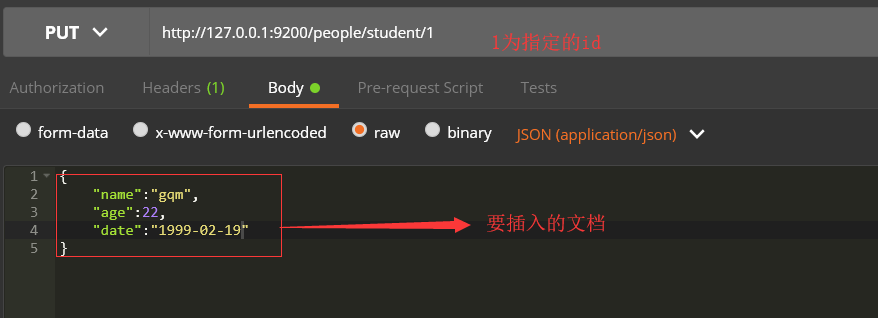 PUT http://127.0.0.1:9200/people/student/1
1为指定的id
Authorization Headers (1) Body Pre-request Script Tests
form-data x-www-form-urlencoded raw binary JSON (application/json)
1 {
2 "name":"gqm",
3 "age":22,
4 "date":"1999-02-19"
5 }
要插入的文档